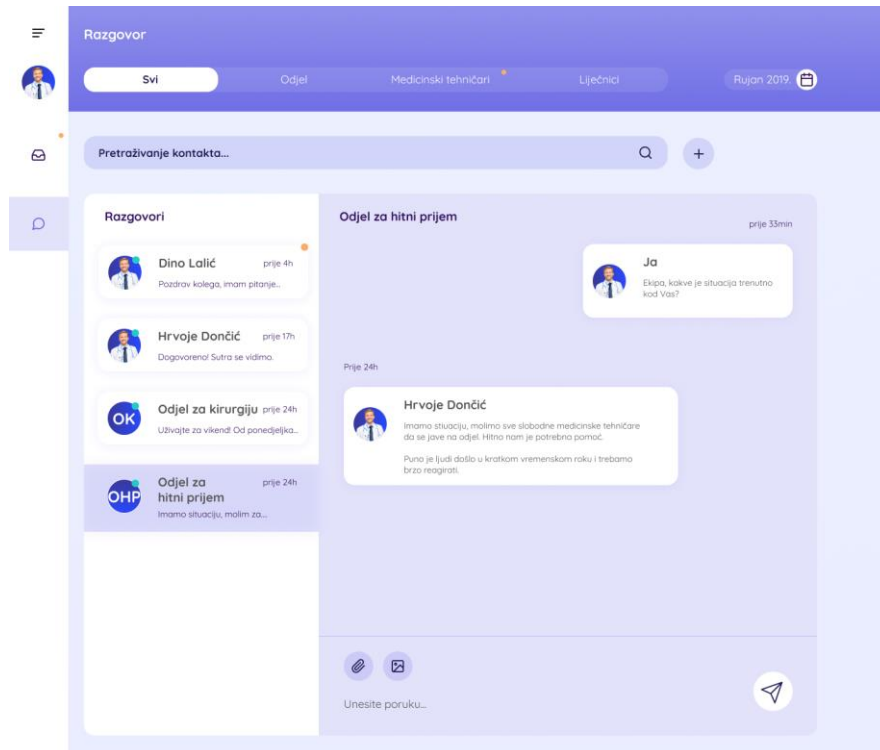 Razgovor
Svi
Odjel
Medicinski tehničari
Liječnici
Rujan 2019.
Pretraživanje kontakta...
Razgovori
Dino Lalić
prije 4h
Pozdrav kolega, imam pitanje...
Hrvoje Dončić
prije 17h
Dogovoreno! Sutra se vidimo.
OK
Odjel za kirurgiju
prije 24h
Uživajte za vikend! Od ponedjeljka...
OHP
Odjel za
hitni prijem
prije 24h
Imamo situaciju, molim za...
Odjel za hitni prijem
prije 33min
Ja
Ekipa, kakve je situacija trenutno
kod Vas?
Prije 24h
Hrvoje Dončić
Imamo stiuaciju, molimo sve slobodne medicinske tehničare
da se jave na odjel. Hitno nam je potrebno pomoć.
Puno je ljudi došlo u kratkom vremenskom roku i trebamo
brzo reagirati.
Unesite poruku...